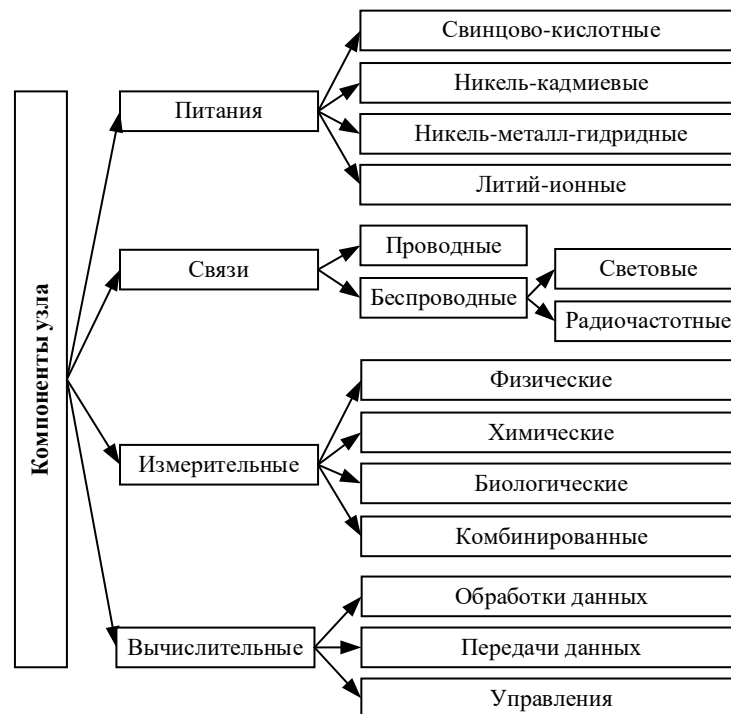 Компоненты узла
Питания
Свинцово-кислотные
Никель-кадмиевые
Никель-металл-гидридные
Литий-ионные
Связи
Проводные
Беспроводные
Световые
Радиочастотные
Измерительные
Физические
Химические
Биологические
Комбинированные
Вычислительные
Обработки данных
Передачи данных
Управления